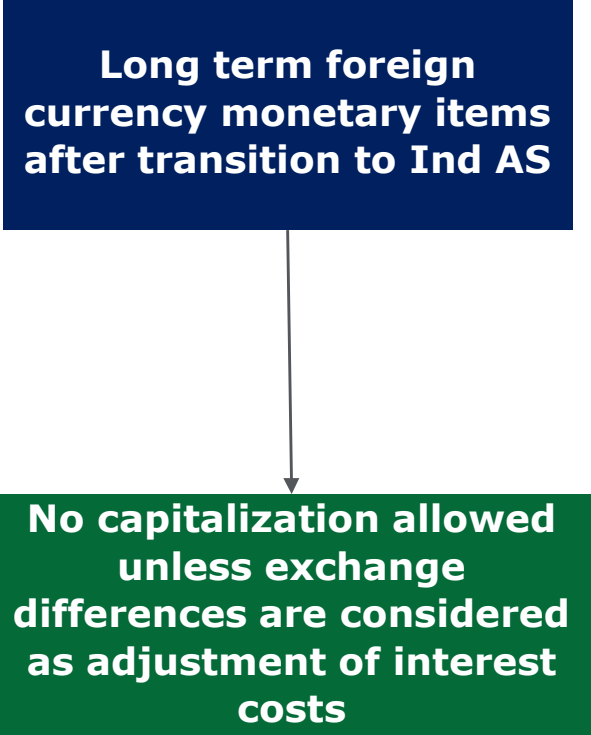 Long term foreign
currency monetary items
after transition to Ind AS
No capitalization allowed
unless exchange
differences are considered
as adjustment of interest
costs